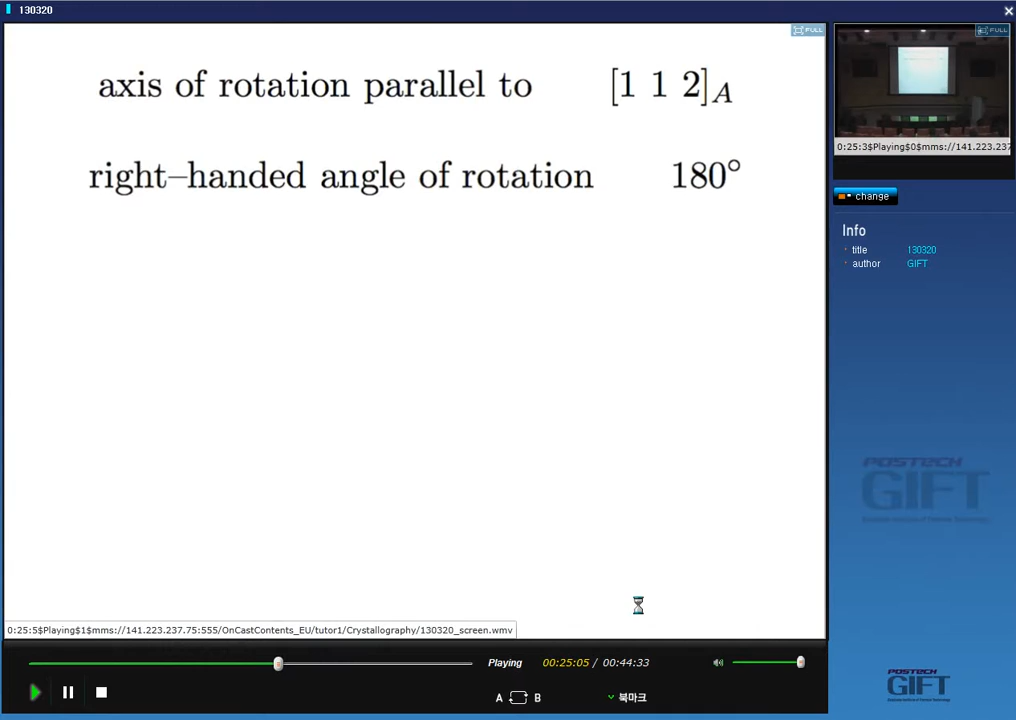 130320
FULL
axis of rotation parallel to [1 1 2]A
right–handed angle of rotation 180°
FULL
0:25:3$Playing$0$mms://141.223.237
change
Info
title 130320
author GIFT
POSTECH
GIFT
0:25:5$Playing$1$mms://141.223.237.75:555/OnCastContents_EU/tutor1/Crystallography/130320_screen.wmv
Playing 00:25:05 / 00:44:33
A B 북마크
POSTECH
GIFT